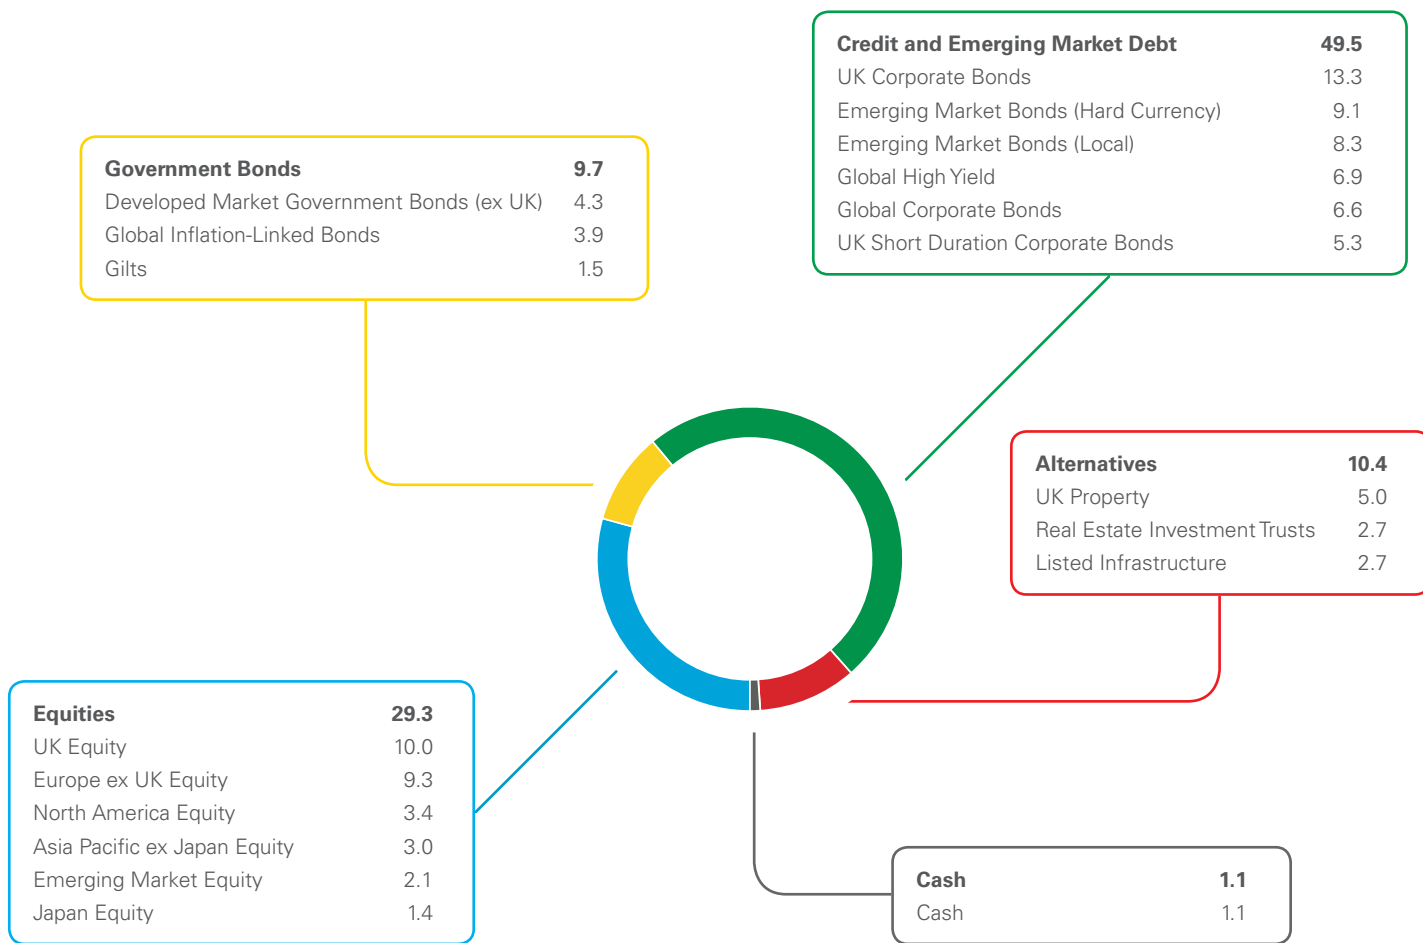 Credit and Emerging Market Debt 49.5
UK Corporate Bonds 13.3
Emerging Market Bonds (Hard Currency) 9.1
Emerging Market Bonds (Local) 8.3
Global High Yield 6.9
Global Corporate Bonds 6.6
UK Short Duration Corporate Bonds 5.3
Government Bonds 9.7
Developed Market Government Bonds (ex UK) 4.3
Global Inflation-Linked Bonds 3.9
Gilts 1.5
Alternatives 10.4
UK Property 5.0
Real Estate Investment Trusts 2.7
Listed Infrastructure 2.7
Equities 29.3
UK Equity 10.0
Europe ex UK Equity 9.3
North America Equity 3.4
Asia Pacific ex Japan Equity 3.0
Emerging Market Equity 2.1
Japan Equity 1.4
Cash 1.1
Cash 1.1